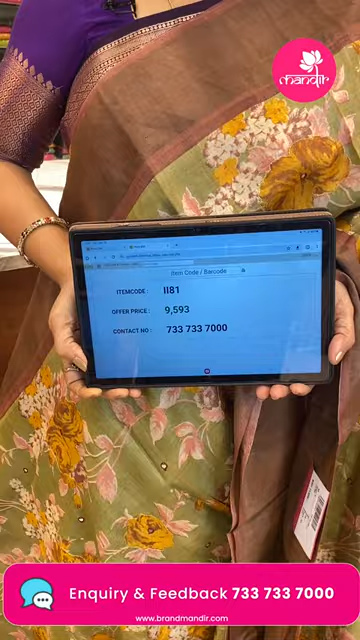 mandir
Item Code / Barcode
ITEMCODE : II81
OFFER PRICE : 9,593
CONTACT NO : 733 733 7000
Enquiry & Feedback 733 733 7000
www.brandmandir.com